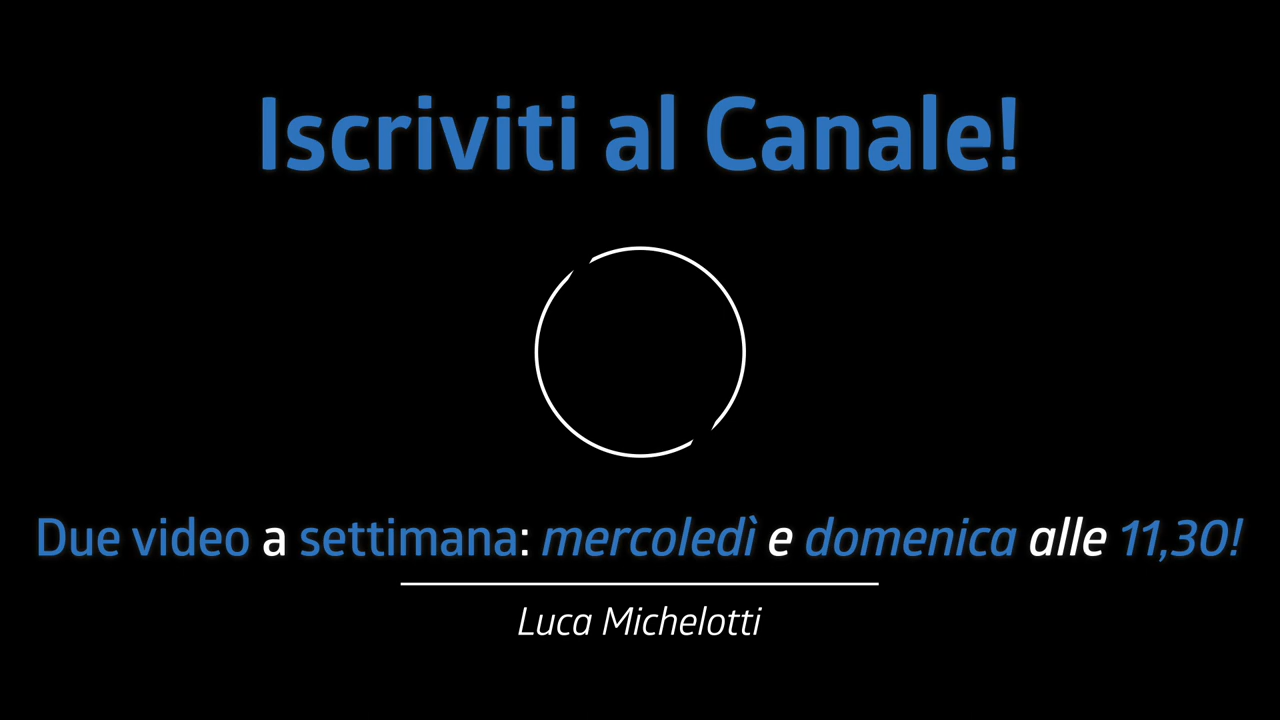 Iscriviti al Canale!
Due video a settimana: mercoledì e domenica alle 11,30!
Luca Michelotti